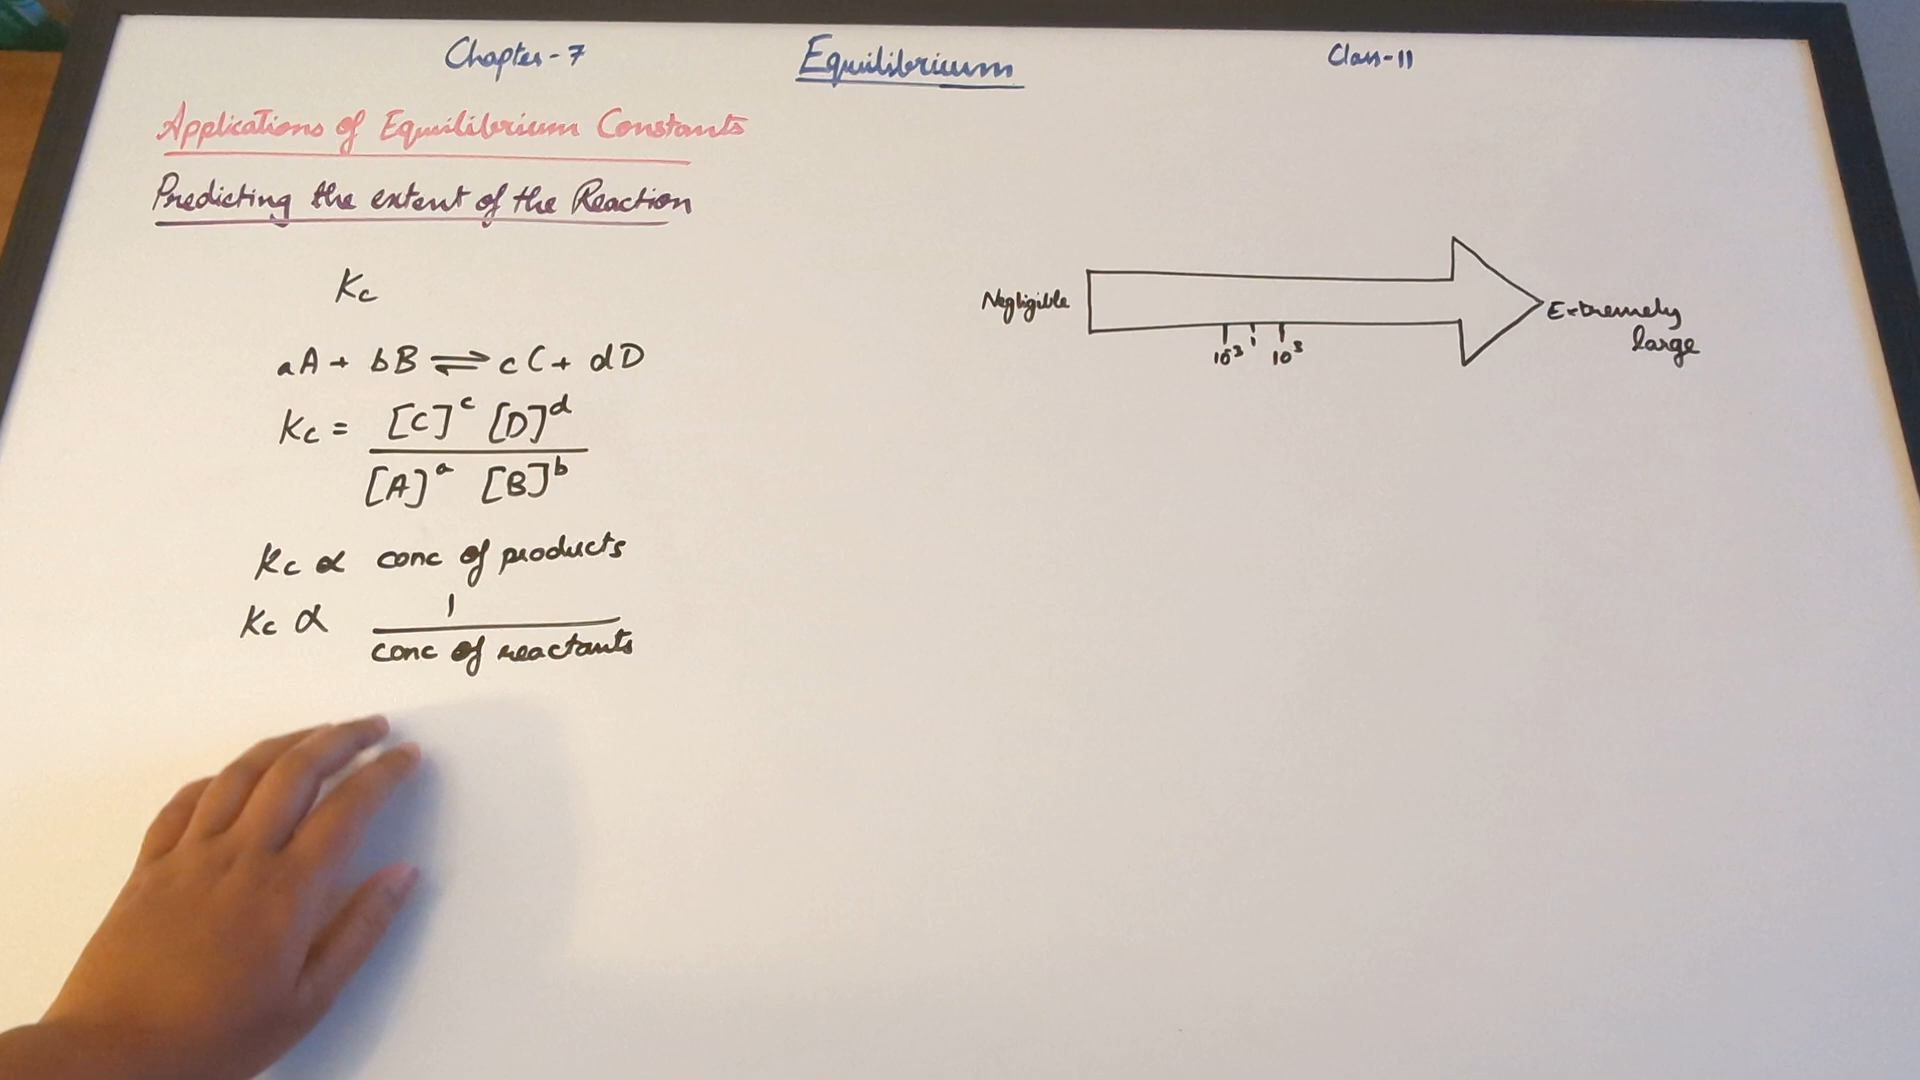 Chapter-7 Equilibrium Class-11
Applications of Equilibrium Constants
Predicting the extent of the Reaction
Kc
aA + bB ⇌ cC + dD
Kc = [C]^c [D]^d
[A]^a [B]^b
Kc ∝ conc of products
Kc ∝ 1
conc of reactants
Negligible
10^-3 1 10^3
Extremely
large